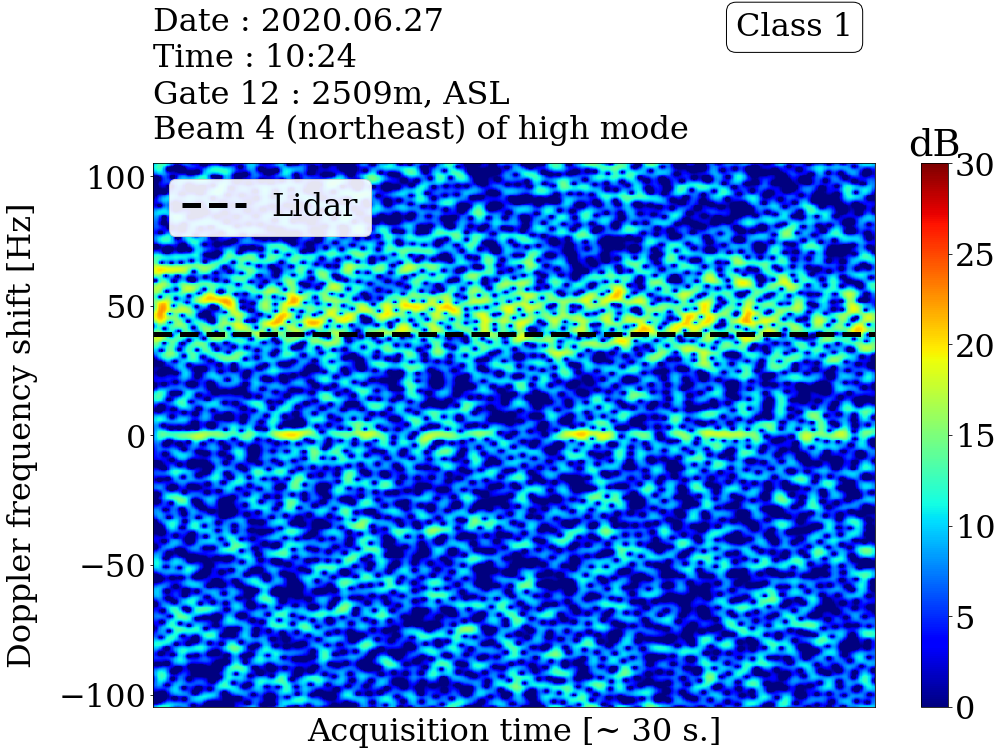 Date : 2020.06.27
Time : 10:24
Gate 12 : 2509m, ASL
Beam 4 (northeast) of high mode
Class 1
dB
Lidar
Doppler frequency shift [Hz]
100
50
0
−50
−100
30
25
20
15
10
5
0
Acquisition time [~ 30 s.]